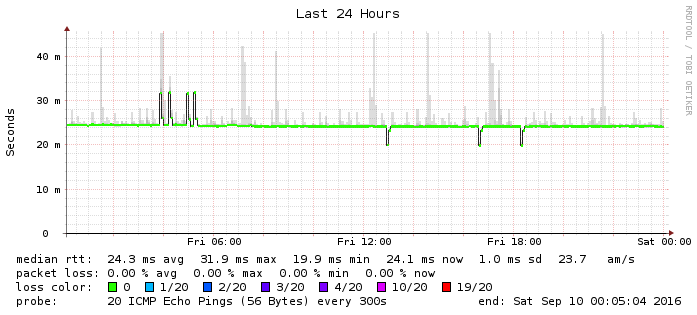 Last 24 Hours
RRDTOOL / TOBI OETIKER
Seconds
40 m
30 m
20 m
10 m
0
Fri 06:00 Fri 12:00 Fri 18:00 Sat 00:00
median rtt: 24.3 ms avg 31.9 ms max 19.9 ms min 24.1 ms now 1.0 ms sd 23.7 am/s
packet loss: 0.00 % avg 0.00 % max 0.00 % min 0.00 % now
loss color: 0 1/20 2/20 3/20 4/20 10/20 19/20
probe: 20 ICMP Echo Pings (56 Bytes) every 300s end: Sat Sep 10 00:05:04 2016